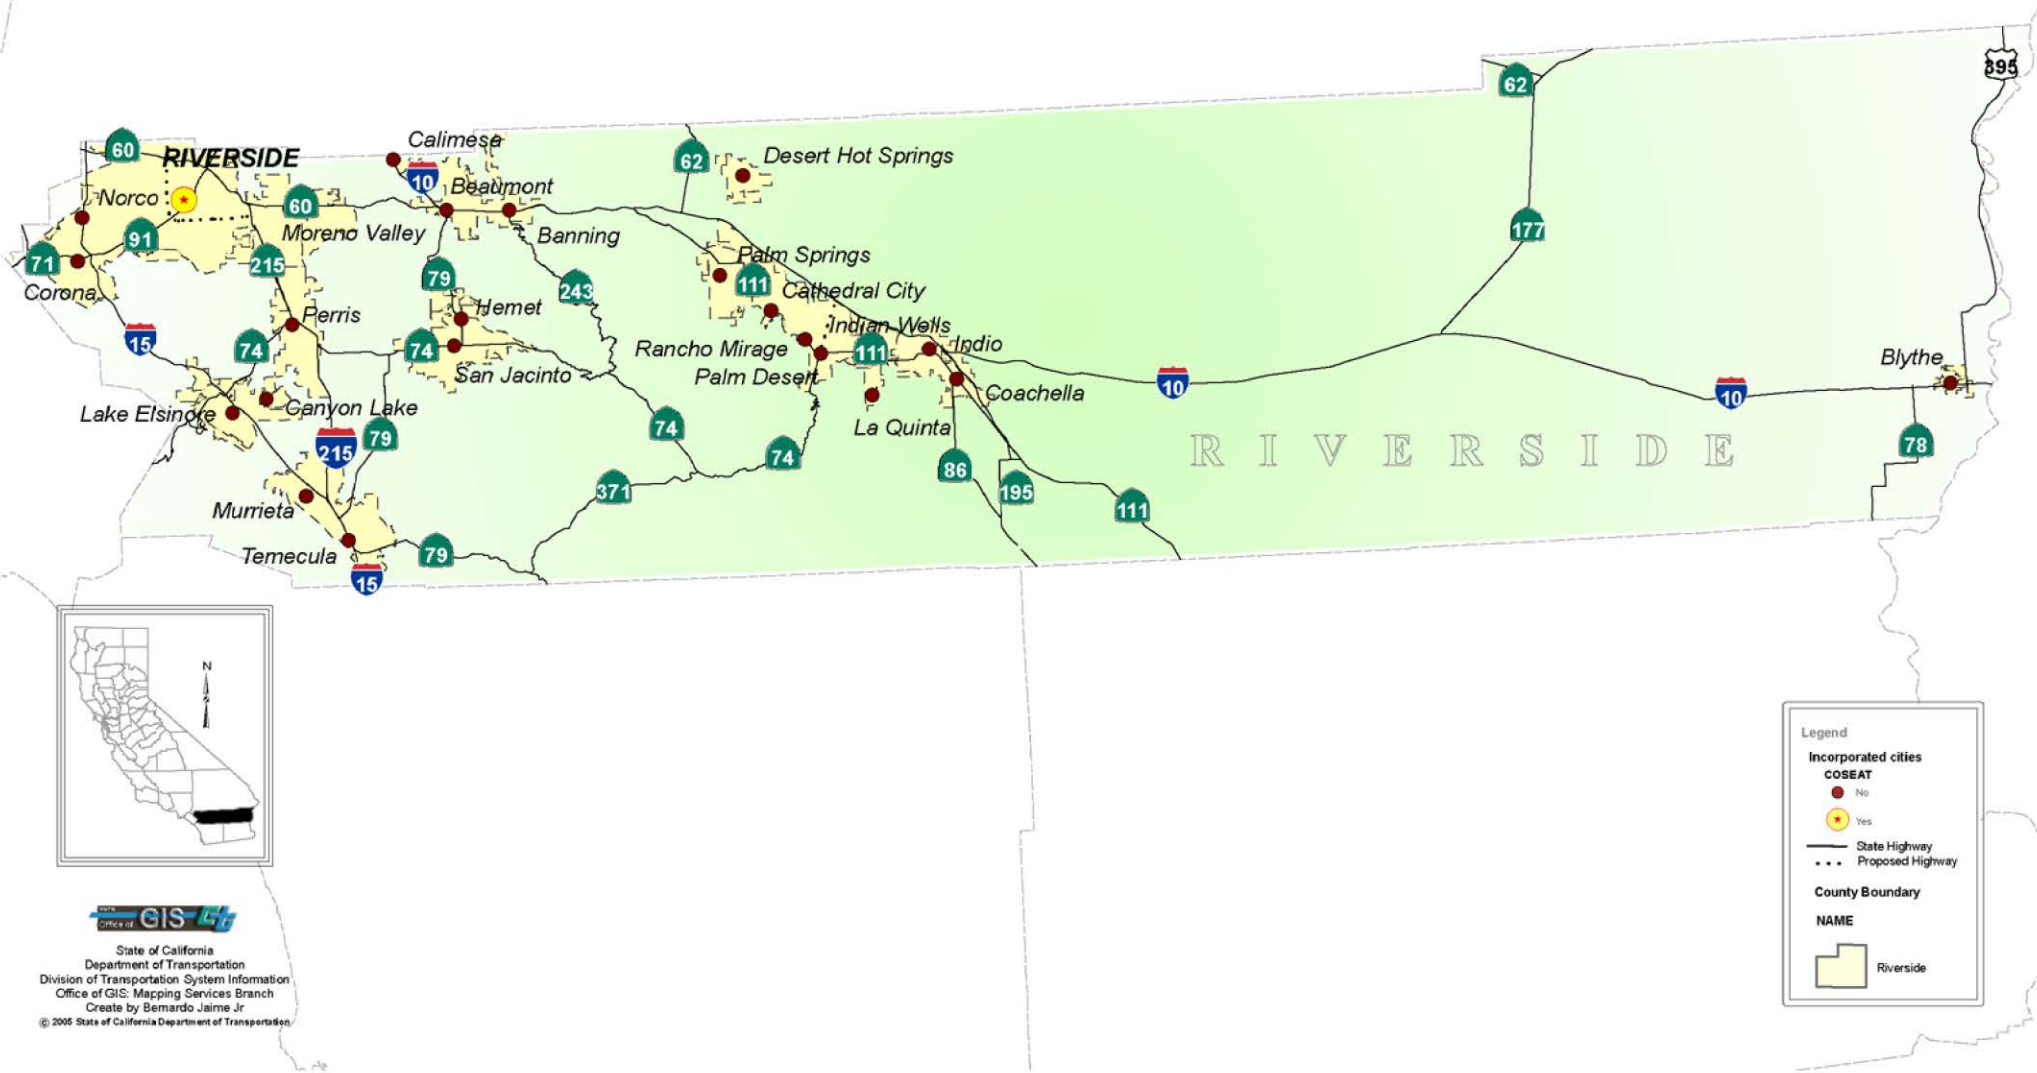 60
RIVERSIDE
Calimesa
10
62
Desert Hot Springs
62
395
Norco
60
Beaumont
91
Moreno Valley
Banning
177
71
215
Palm Springs
79
243
111
Corona
Cathedral City
Hemet
Perris
Indian Wells
15
74
74
Rancho Mirage
111
Indio
Blythe
San Jacinto
Palm Desert
10
10
Coachella
Lake Elsinore
Canyon Lake
79
74
La Quinta
215
74
RIVERSIDE
78
86
371
195
111
Murrieta
Temecula
79
15
N
Office of GIS
State of California
Department of Transportation
Division of Transportation System Information
Office of GIS: Mapping Services Branch
Create by Bernardo Jaime Jr
© 2005 State of California Department of Transportation
Legend
Incorporated cities
COSEAT
No
Yes
State Highway
Proposed Highway
County Boundary
NAME
Riverside